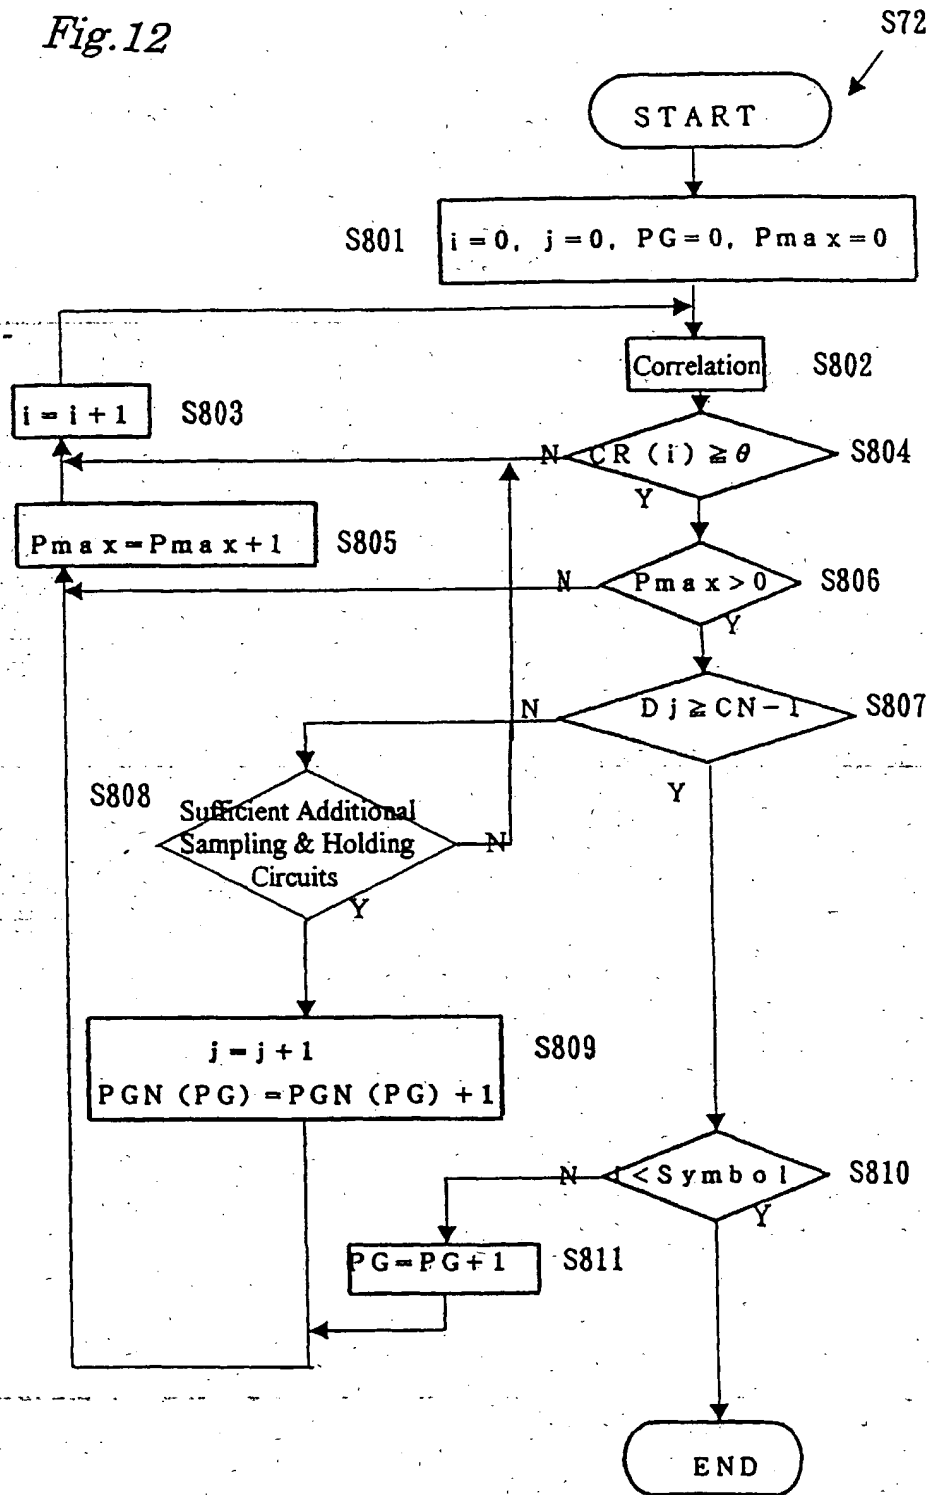 Fig.12
S72
START
S801
i=0, j=0, PG=0, Pmax=0
Correlation
S802
i=i+1
S803
N
CR (i) ≧ θ
S804
Y
Pmax=Pmax+1
S805
N
Pmax>0
S806
Y
N
Dj≧CN-1
S807
Y
S808
Sufficient Additional
Sampling & Holding
Circuits
N
Y
j=j+1
S809
PGN (PG) =PGN (PG) +1
N
<Symbol
S810
Y
PG=PG+1
S811
END